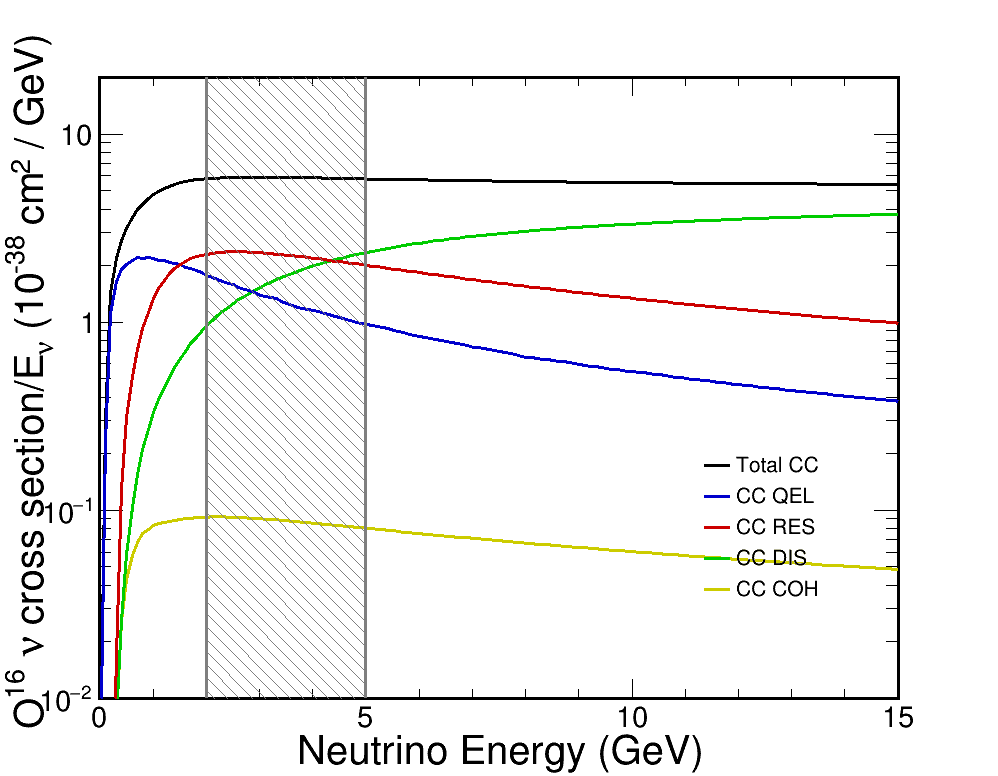 O¹⁶ ν cross section/Eᵥ (10⁻³⁸ cm² / GeV)
10
1
10⁻¹
10⁻²
Total CC
CC QEL
CC RES
CC DIS
CC COH
0 5 10 15
Neutrino Energy (GeV)